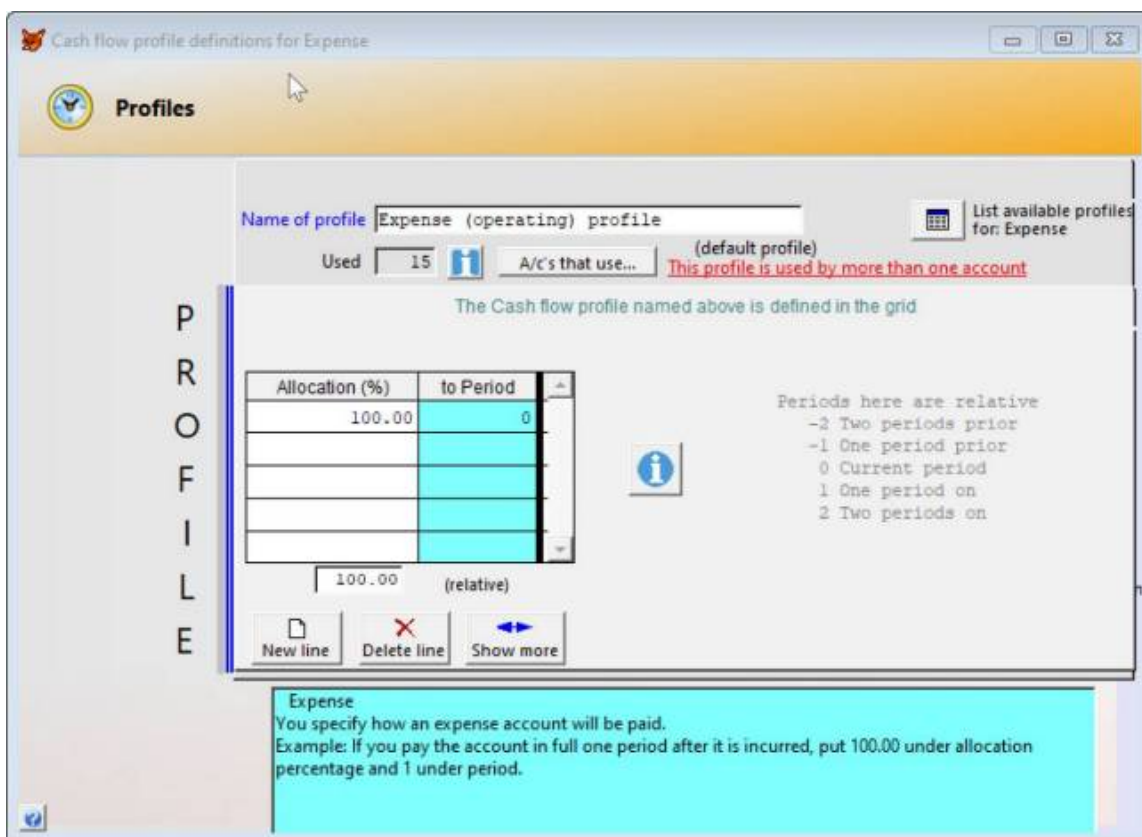 Cash flow profile definitions for Expense
Profiles
Name of profile Expense (operating) profile
List available profiles
for: Expense
Used 15 A/c's that use...
(default profile)
This profile is used by more than one account
PROFILE
The Cash flow profile named above is defined in the grid
Allocation (%) to Period
100.00 0
Periods here are relative
-2 Two periods prior
-1 One period prior
0 Current period
1 One period on
2 Two periods on
100.00 (relative)
New line Delete line Show more
Expense
You specify how an expense account will be paid.
Example: If you pay the account in full one period after it is incurred, put 100.00 under allocation
percentage and 1 under period.